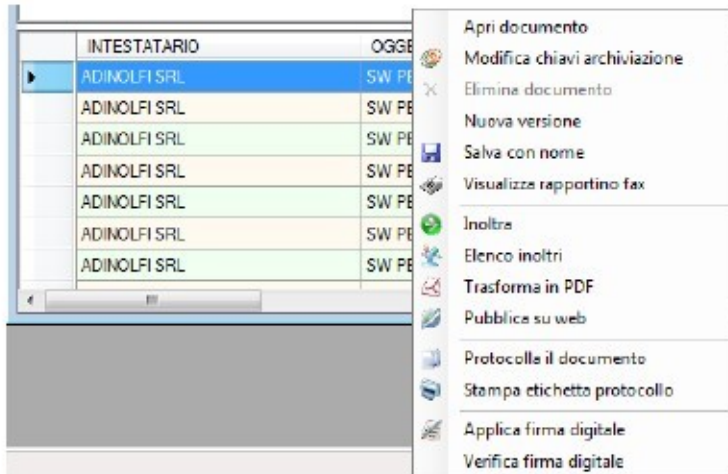 INTESTATARIO OGGE
ADINOLFI SRL SW PE
ADINOLFI SRL SW PE
ADINOLFI SRL SW PE
ADINOLFI SRL SW PE
ADINOLFI SRL SW PE
ADINOLFI SRL SW PE
ADINOLFI SRL SW PE
Apri documento
Modifica chiavi archiviazione
Elimina documento
Nuova versione
Salva con nome
Visualizza rapportino fax
Inoltra
Elenco inoltri
Trasforma in PDF
Pubblica su web
Protocolla il documento
Stampa etichetta protocollo
Applica firma digitale
Verifica firma digitale